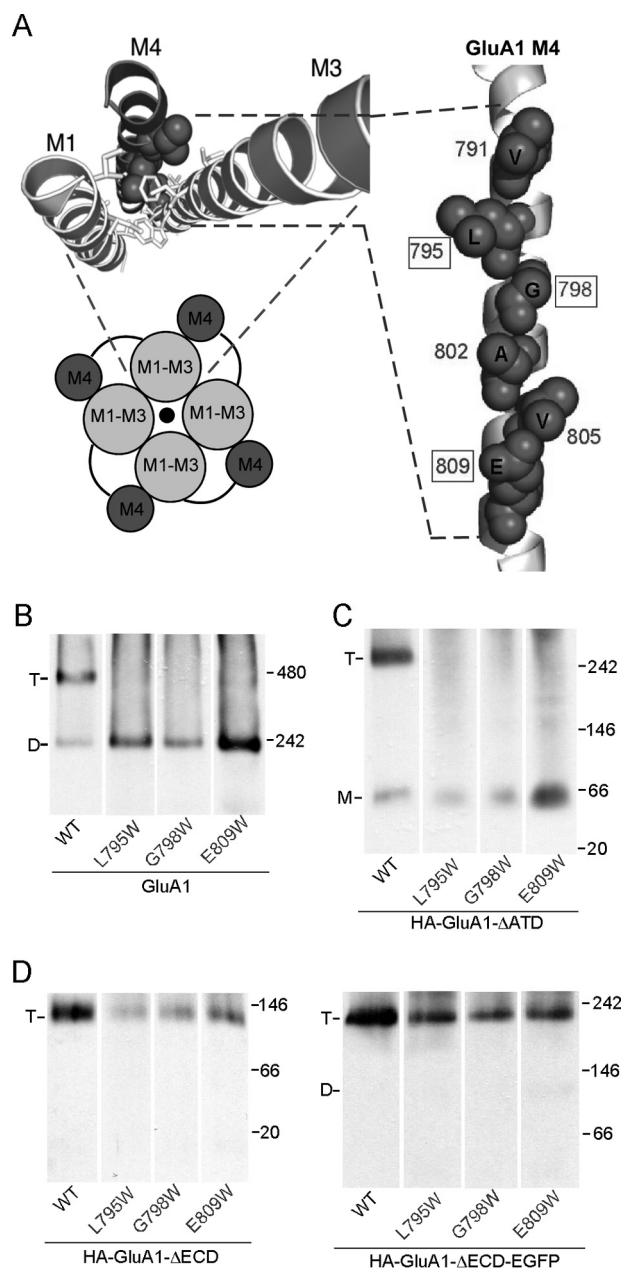 A
M4
M3
M1
GluA1 M4
791 V
L
795
G 798
802 A
V
805
809 E
M4
M1-M3
M4
M1-M3
M1-M3
M1-M3
M4
M4
B
T-
D-
-480
-242
WT
L795W
G798W
E809W
GluA1
C
T-
M-
-242
-146
-66
-20
WT
L795W
G798W
E809W
HA-GluA1-ΔATD
D
T-
-146
-66
-20
WT
L795W
G798W
E809W
HA-GluA1-ΔECD
T-
D-
-242
-146
-66
WT
L795W
G798W
E809W
HA-GluA1-ΔECD-EGFP